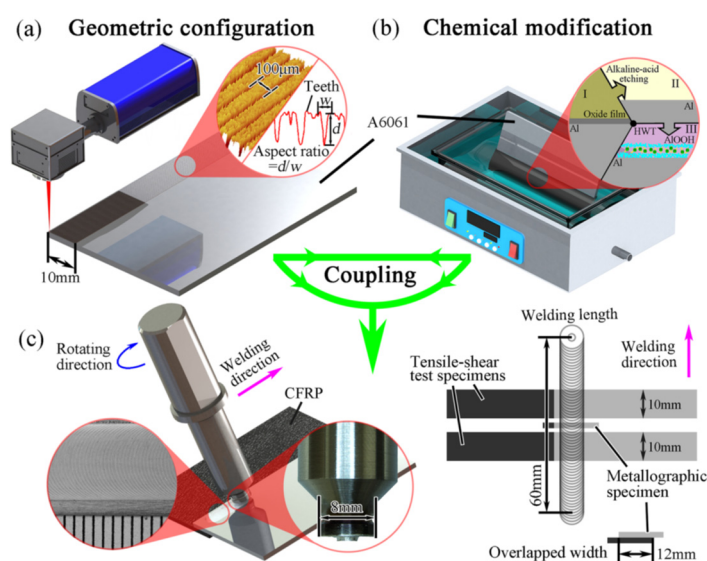 (a)
Geometric configuration
100μm
Teeth
w
d
Aspect ratio
=d/w
10mm
(b)
Chemical modification
A6061
I
Alkaline-acid
etching
II
Oxide film
Al
Al
HWT
III
AlOOH
Al
Coupling
(c)
Rotating
direction
Welding
direction
CFRP
8mm
Welding length
Welding
direction
Tensile-shear
test specimens
10mm
10mm
60mm
Metallographic
specimen
Overlapped width
12mm